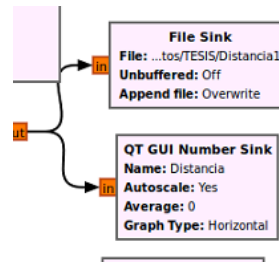 File Sink
File: ...tos/TESIS/Distancia1
in
Unbuffered: Off
Append file: Overwrite
ut
QT GUI Number Sink
Name: Distancia
in
Autoscale: Yes
Average: 0
Graph Type: Horizontal